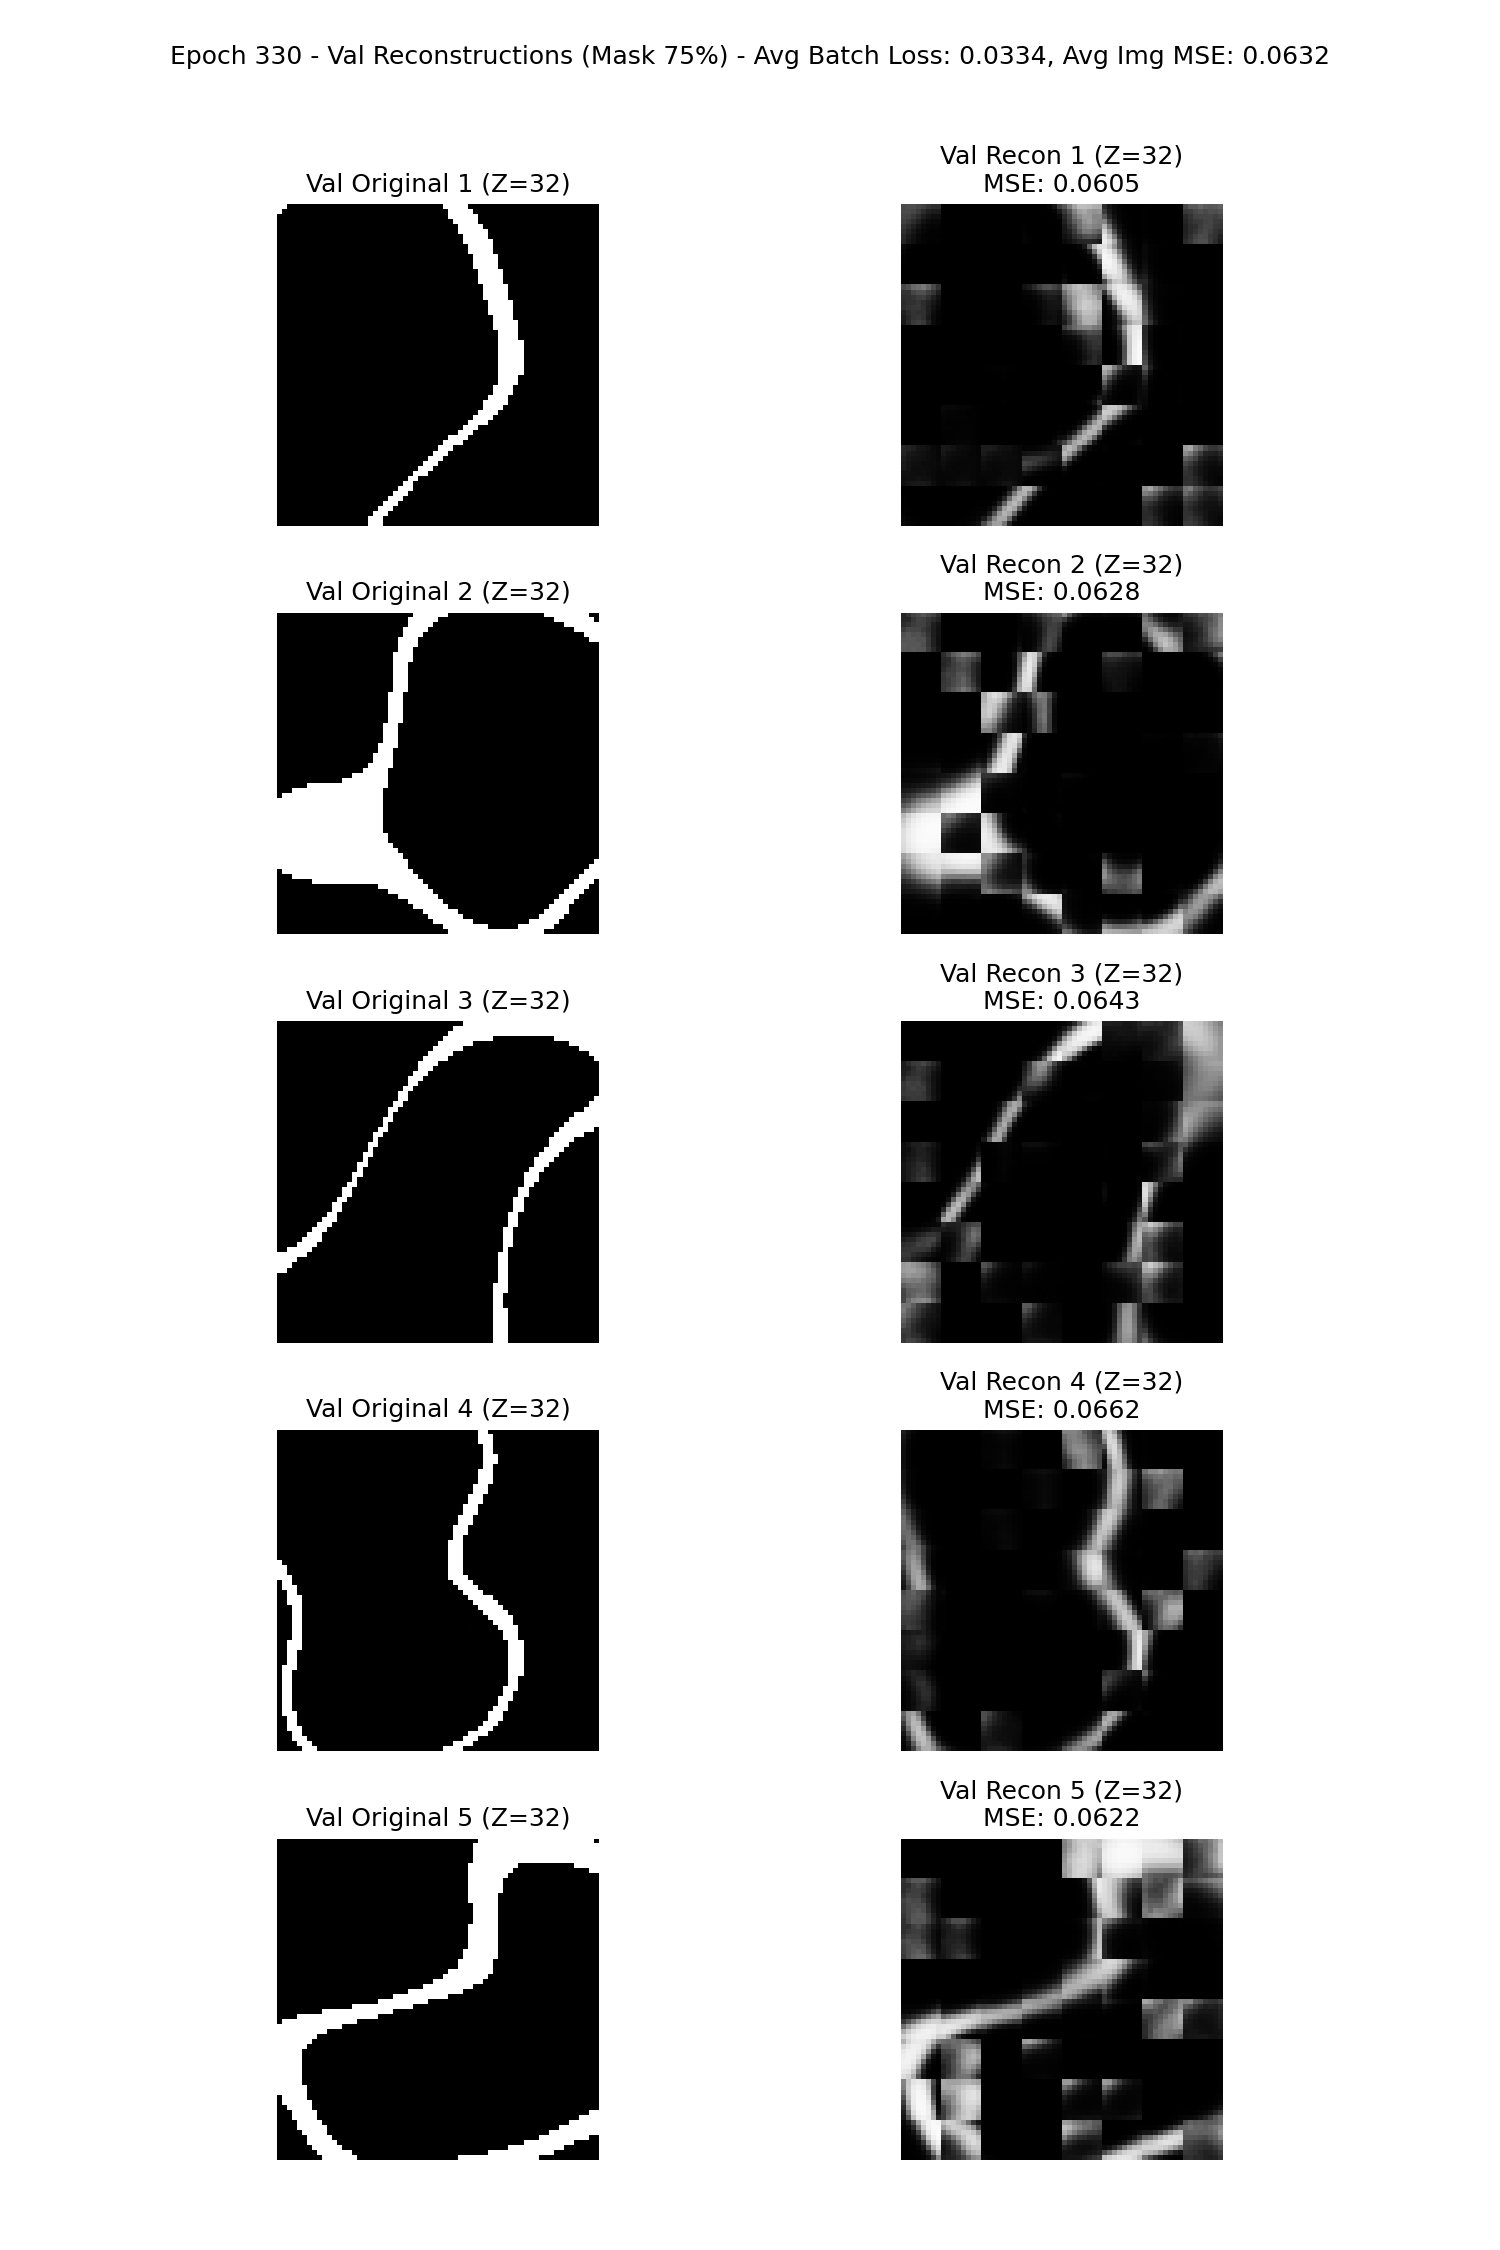 Epoch 330 - Val Reconstructions (Mask 75%) - Avg Batch Loss: 0.0334, Avg Img MSE: 0.0632
Val Original 1 (Z=32)
Val Recon 1 (Z=32)
MSE: 0.0605
Val Original 2 (Z=32)
Val Recon 2 (Z=32)
MSE: 0.0628
Val Original 3 (Z=32)
Val Recon 3 (Z=32)
MSE: 0.0643
Val Original 4 (Z=32)
Val Recon 4 (Z=32)
MSE: 0.0662
Val Original 5 (Z=32)
Val Recon 5 (Z=32)
MSE: 0.0622